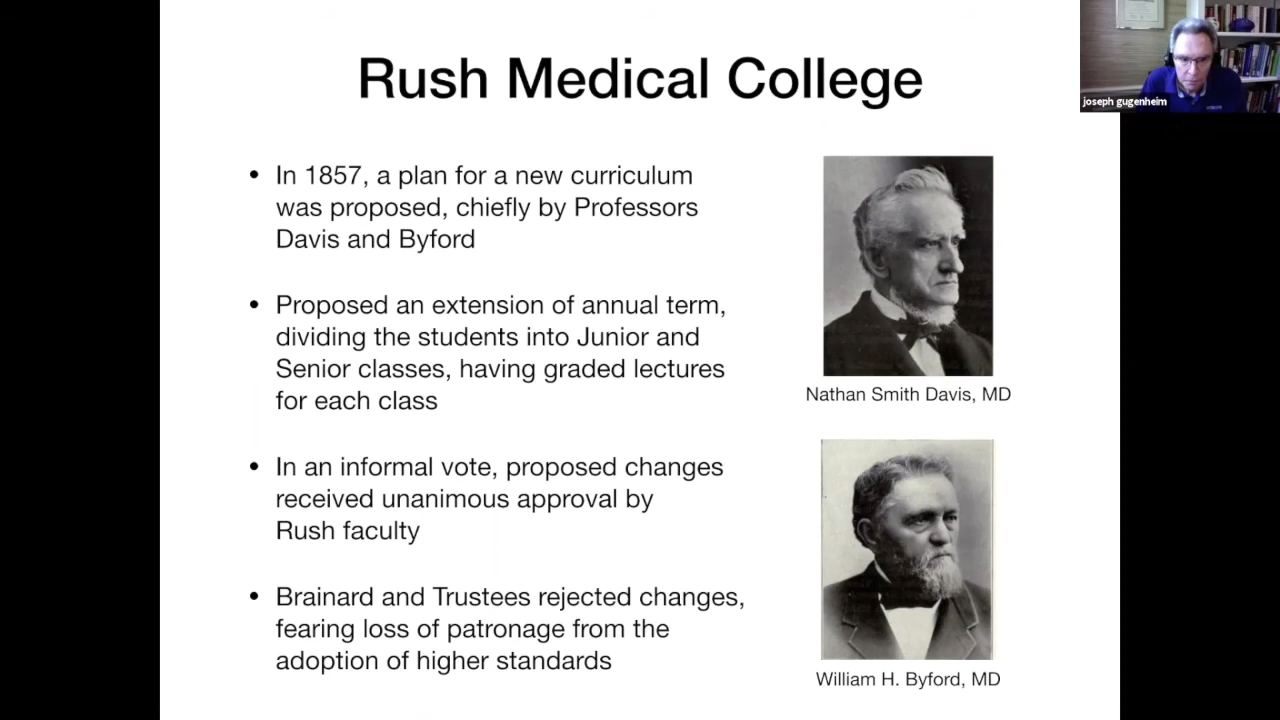 Rush Medical College
joseph gugenheim
• In 1857, a plan for a new curriculum
was proposed, chiefly by Professors
Davis and Byford
• Proposed an extension of annual term,
dividing the students into Junior and
Senior classes, having graded lectures
for each class
• In an informal vote, proposed changes
received unanimous approval by
Rush faculty
• Brainard and Trustees rejected changes,
fearing loss of patronage from the
adoption of higher standards
Nathan Smith Davis, MD
William H. Byford, MD